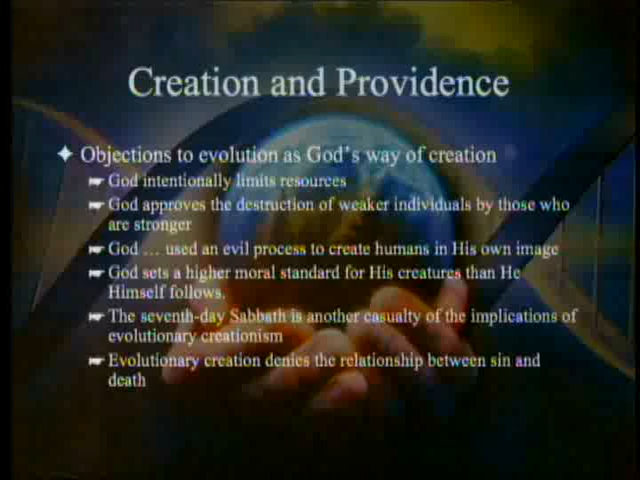 Creation and Providence
Objections to evolution as God's way of creation
God intentionally limits resources
God approves the destruction of weaker individuals by those who
are stronger
God … used an evil process to create humans in His own image
God sets a higher moral standard for His creatures than He
Himself follows.
The seventh-day Sabbath is another casualty of the implications of
evolutionary creationism
Evolutionary creation denies the relationship between sin and
death